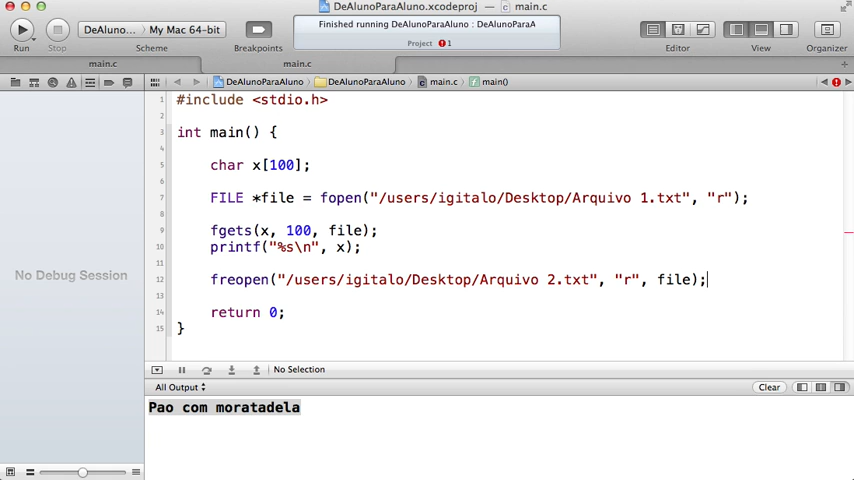 DeAlunoParaAluno.xcodeproj — main.c
Run
Stop
DeAluno... My Mac 64-bit
Scheme
Breakpoints
Finished running DeAlunoParaAluno : DeAlunoParaA
Project 1
Editor
View
Organizer
main.c
main.c
DeAlunoParaAluno
DeAlunoParaAluno
main.c
main()
1 #include <stdio.h>
2
3 int main() {
4
5 char x[100];
6
7 FILE *file = fopen("/users/igitalo/Desktop/Arquivo 1.txt", "r");
8
9 fgets(x, 100, file);
10 printf("%s\n", x);
11
12 freopen("/users/igitalo/Desktop/Arquivo 2.txt", "r", file);
13
14 return 0;
15 }
No Debug Session
No Selection
All Output
Clear
Pao com moratadela